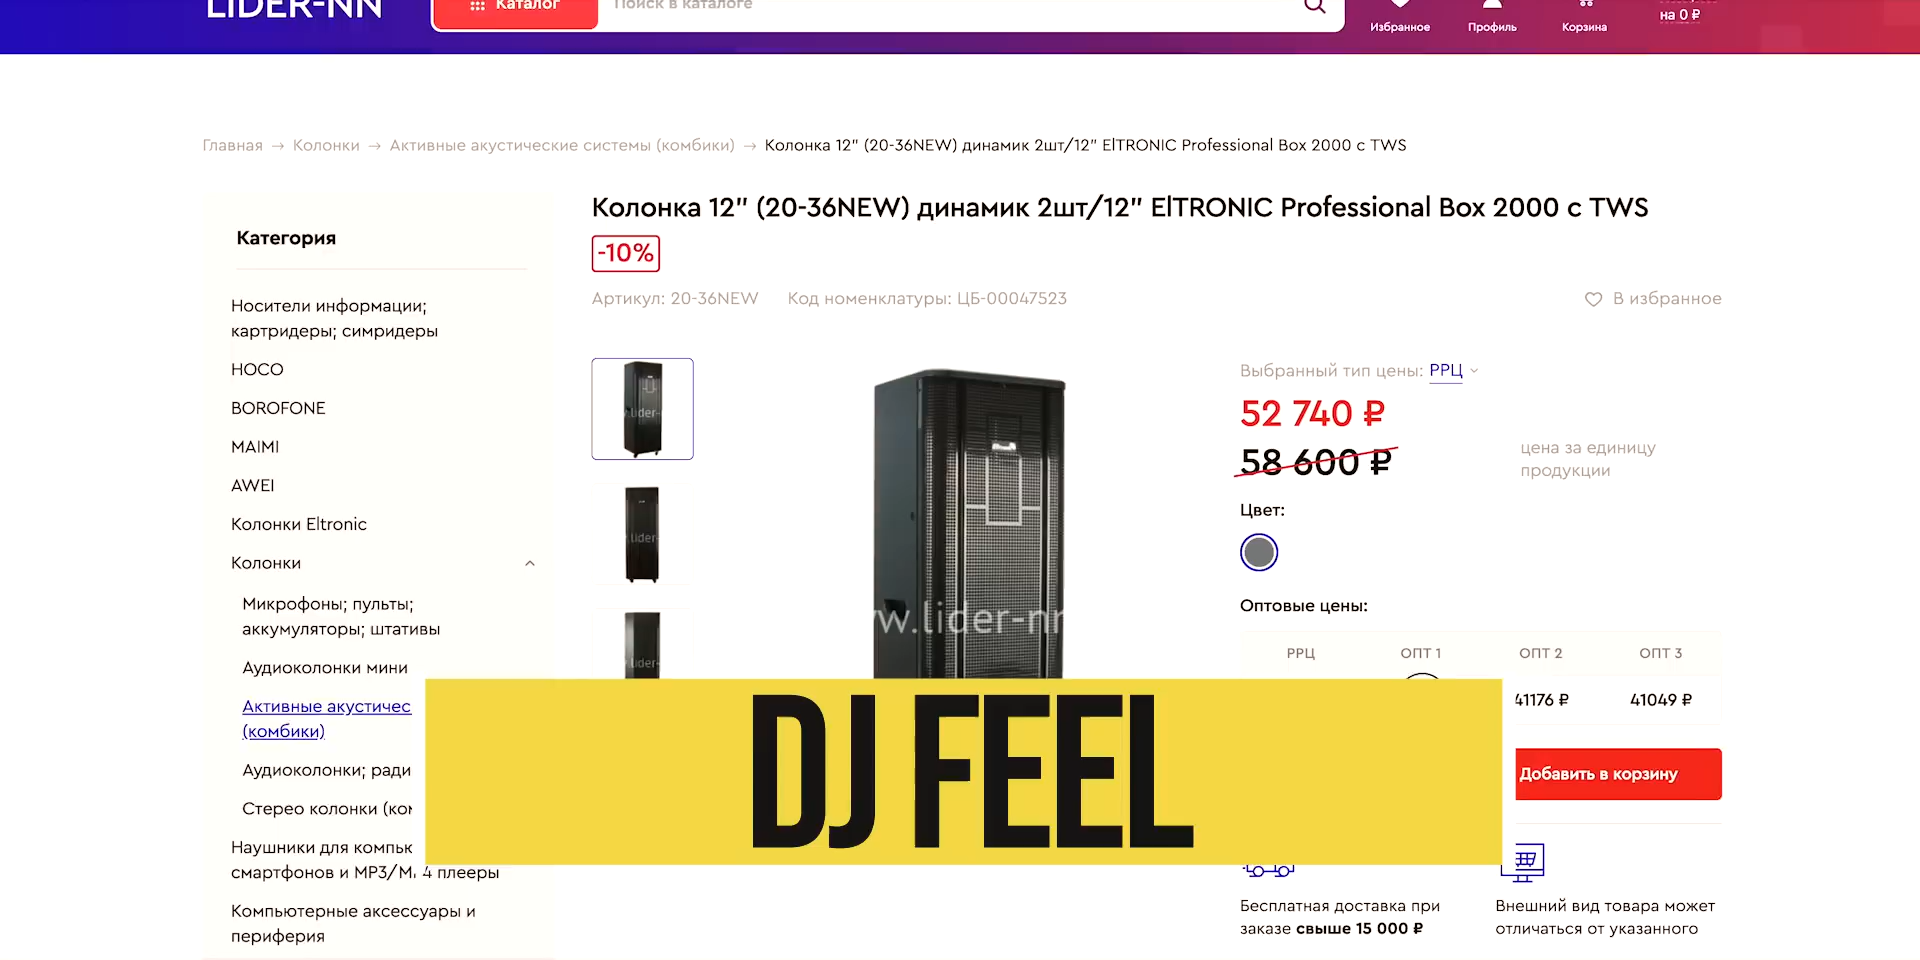 LIDER-NN
Каталог
Поиск в каталоге
Избранное
Профиль
Корзина
на 0 ₽
Главная → Колонки → Активные акустические системы (комбики) → Колонка 12" (20-36NEW) динамик 2шт/12" ElTRONIC Professional Box 2000 с TWS
Категория
Носители информации;
картридеры; симридеры
HOCO
BOROFONE
MAIMI
AWEI
Колонки Eltronic
Колонки
Микрофоны; пульты;
аккумуляторы; штативы
Аудиоколонки мини
Активные акустичес
(комбики)
Аудиоколонки; ради
Стерео колонки (ко
Наушники для компьк
смартфонов и MP3/M 4 плееры
Компьютерные аксессуары и
периферия
Колонка 12" (20-36NEW) динамик 2шт/12" ElTRONIC Professional Box 2000 с TWS
-10%
Артикул: 20-36NEW
Код номенклатуры: ЦБ-00047523
В избранное
w.lider-nn
Выбранный тип цены: РРЦ
52 740 ₽
58 600 ₽
цена за единицу
продукции
Цвет:
Оптовые цены:
РРЦ ОПТ 1 ОПТ 2 ОПТ 3
41176 ₽ 41049 ₽
Добавить в корзину
DJ FEEL
Бесплатная доставка при
заказе свыше 15 000 ₽
Внешний вид товара может
отличаться от указанного